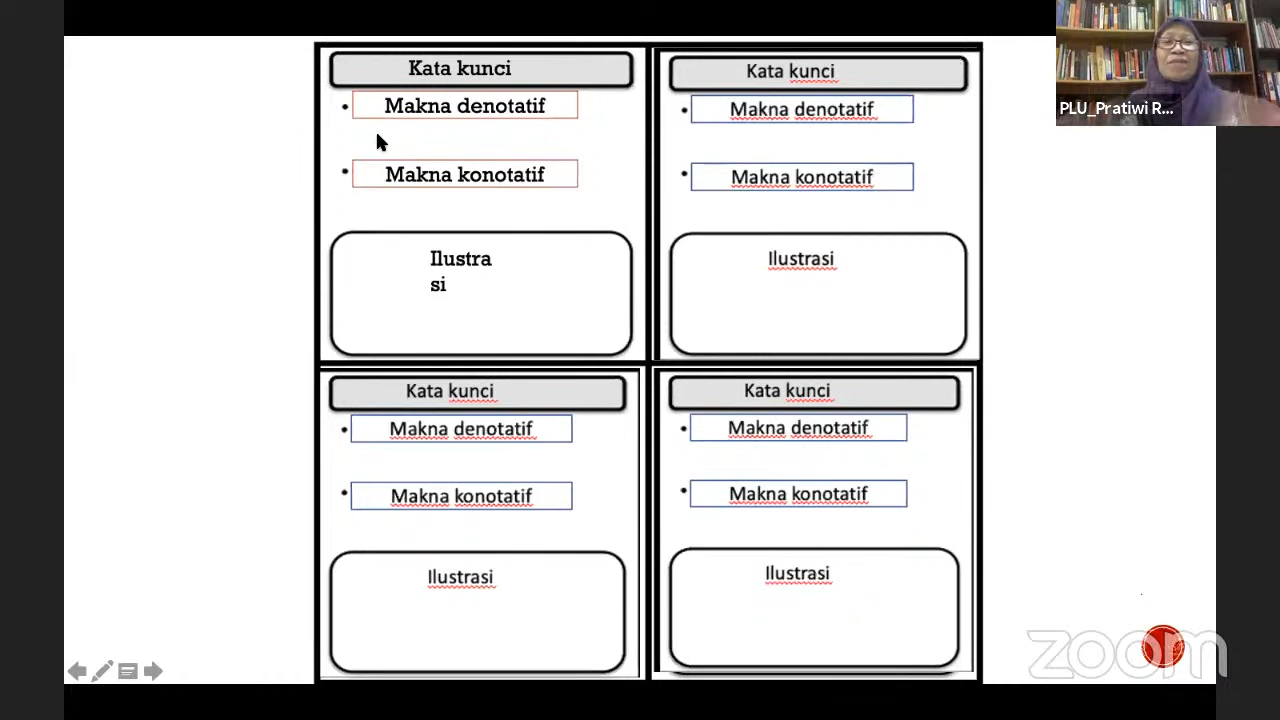 Kata kunci
Makna denotatif
Makna konotatif
Ilustra
si
Kata kunci
Makna denotatif
Makna konotatif
Ilustrasi
Kata kunci
Makna denotatif
Makna konotatif
Ilustrasi
Kata kunci
Makna denotatif
Makna konotatif
Ilustrasi
PLU_Pratiwi R...
zoom